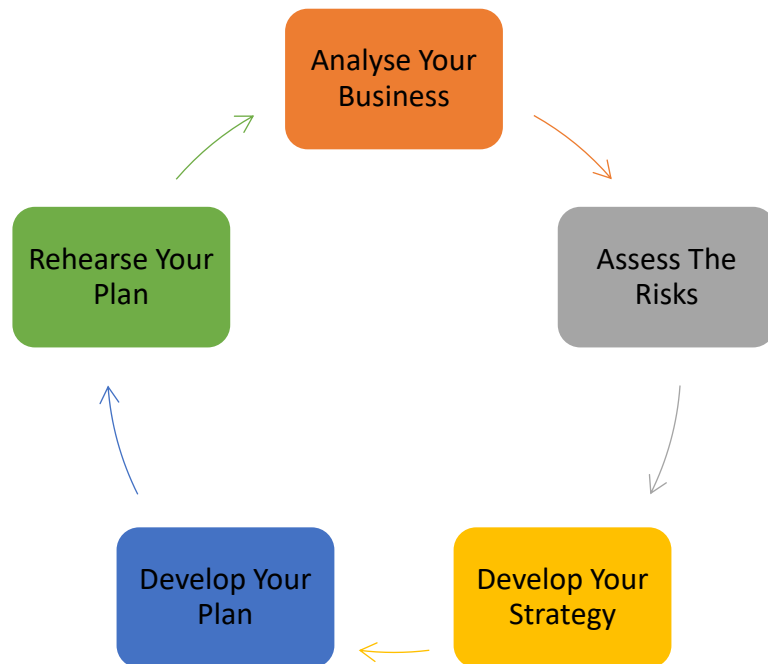 Analyse Your
Business
Assess The
Risks
Develop Your
Strategy
Develop Your
Plan
Rehearse Your
Plan